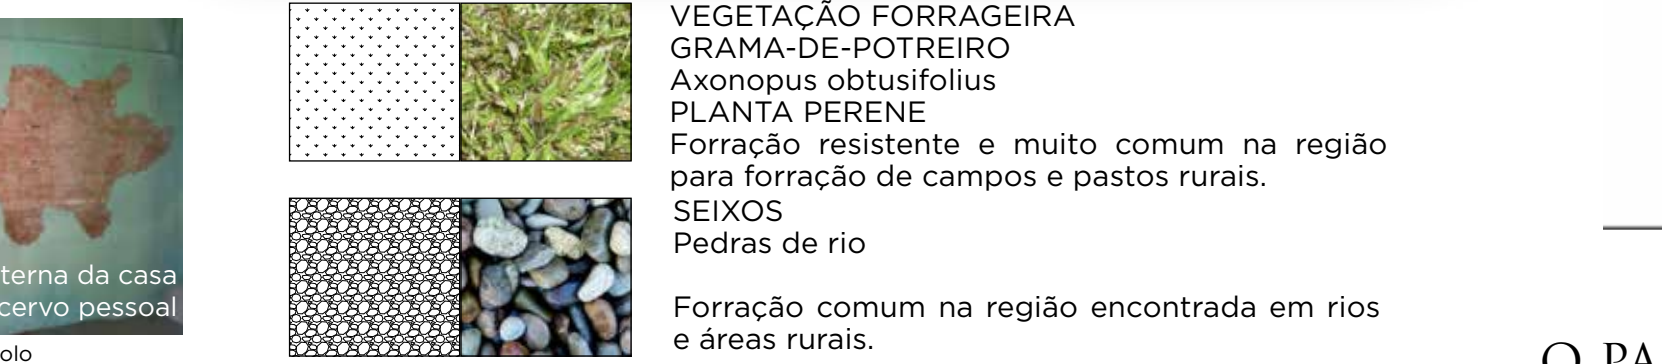 VEGETAÇÃO FORRAGEIRA
GRAMA-DE-POTREIRO
Axonopus obtusifolius
PLANTA PERENE
Forração resistente e muito comum na região
para forração de campos e pastos rurais.
SEIXOS
Pedras de rio
Forração comum na região encontrada em rios
e áreas rurais.
terna da casa
cervo pessoal
olo
O PA